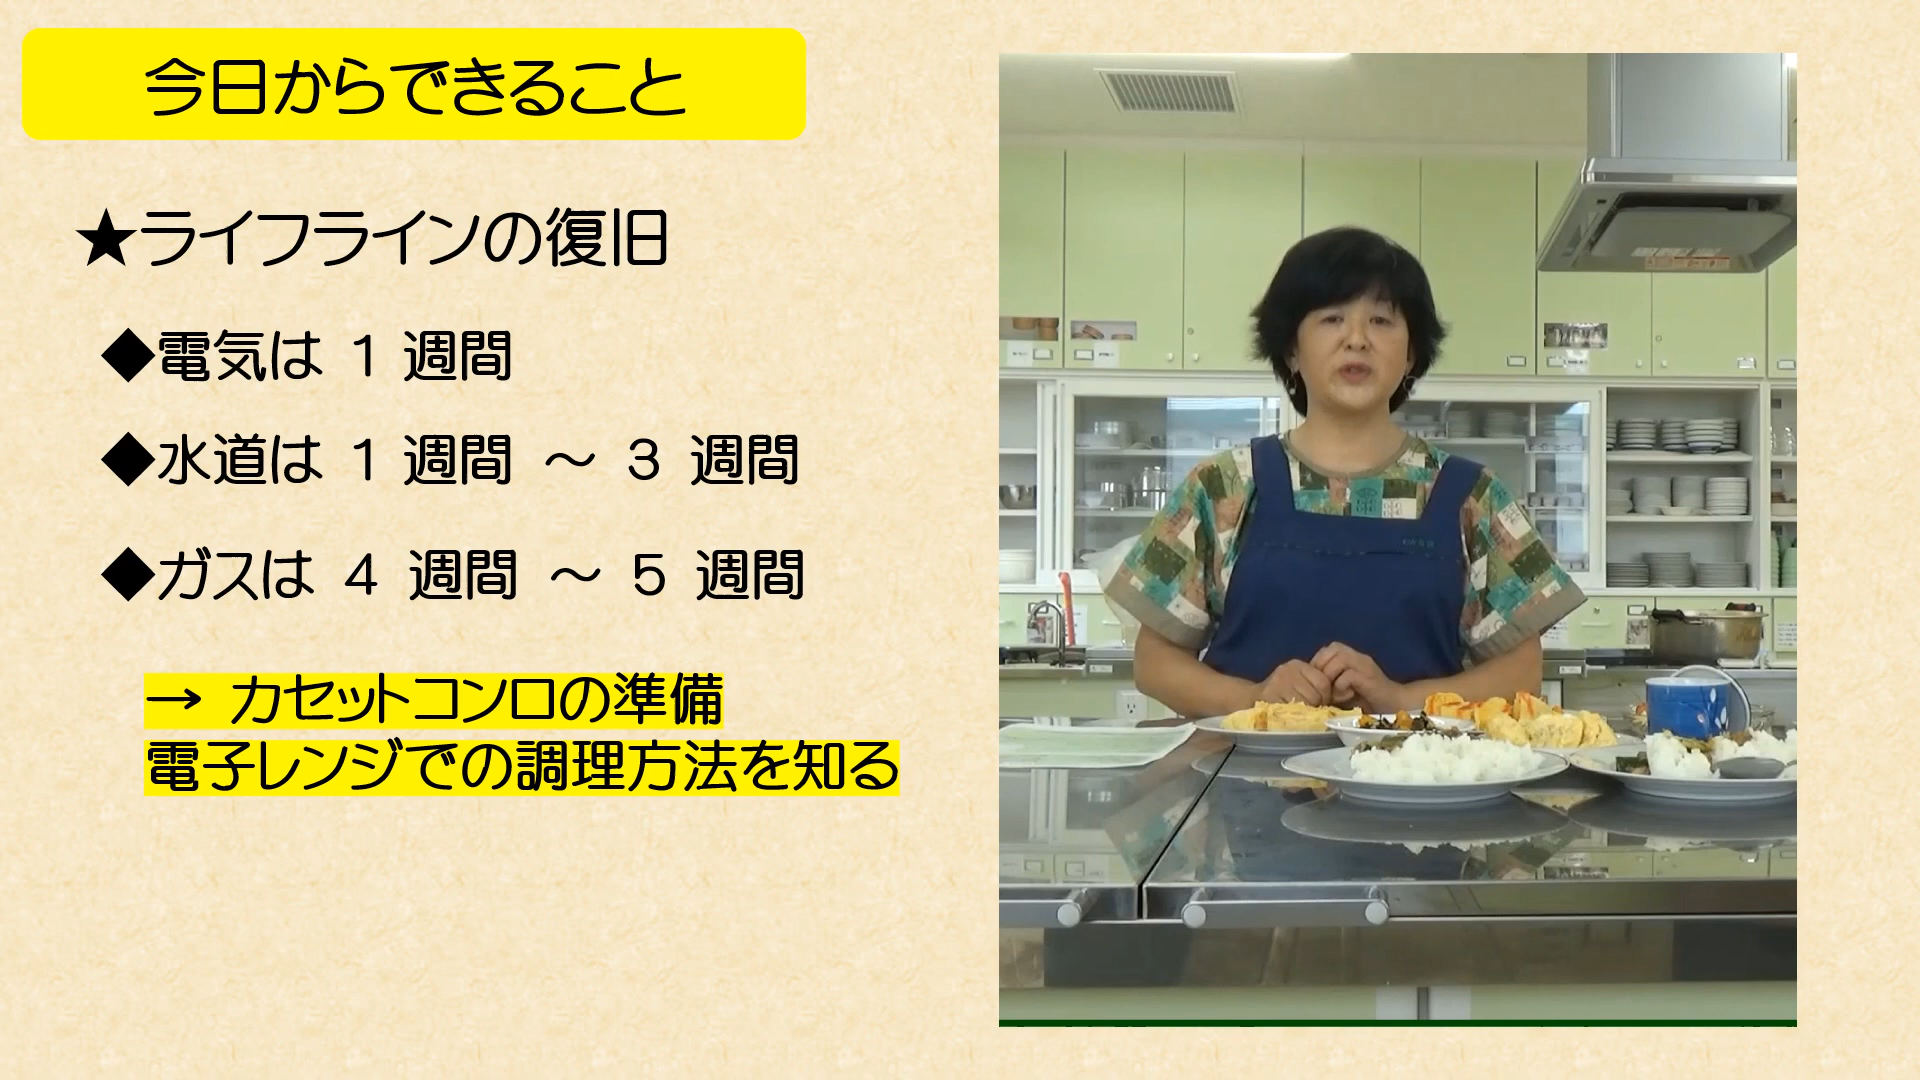 今日からできること
★ライフラインの復旧
◆電気は 1 週間
◆水道は 1 週間 ～ 3 週間
◆ガスは 4 週間 ～ 5 週間
→ カセットコンロの準備
電子レンジでの調理方法を知る